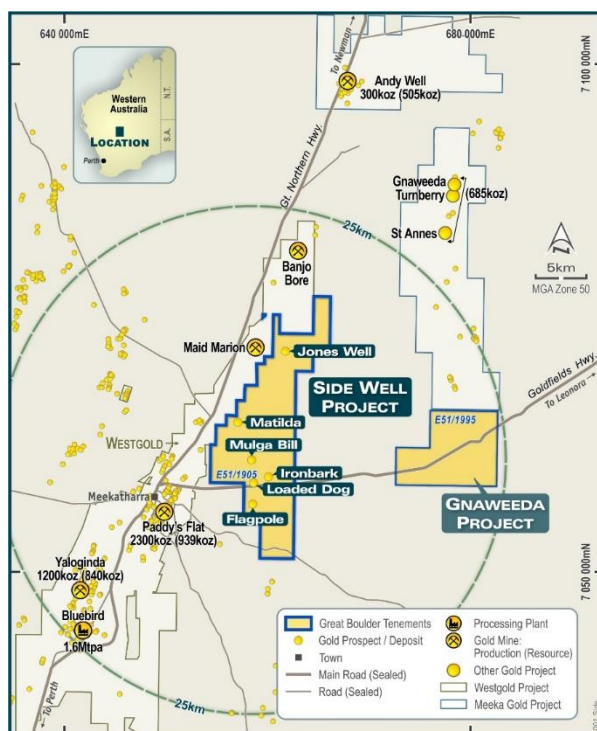 640 000mE
680 000mE
7 100 000mN
To Newman
Andy Well
300koz (505koz)
Western
Australia
N.T.
S.A.
LOCATION
Perth
Gt. Northern Hwy.
Gnaweeda
Turnberry
(685koz)
St Annes
25km
5km
MGA Zone 50
Banjo
Bore
Maid Marion
Jones Well
Goldfields Hwy.
To Leonora
SIDE WELL
PROJECT
Matilda
WESTGOLD
Mulga Bill
E51/1905
Ironbark
E51/1995
Loaded Dog
Meekatharra
GNAWEEDA
PROJECT
Flagpole
Paddy's Flat
2300koz (939koz)
Yaloginda
1200koz (840koz)
7 050 000mN
Bluebird
1.6Mtpa
To Perth
25km
Great Boulder Tenements
Gold Prospect / Deposit
Town
Main Road (Sealed)
Road (Sealed)
Processing Plant
Gold Mine:
Production (Resource)
Other Gold Project
Westgold Project
Meeka Gold Project